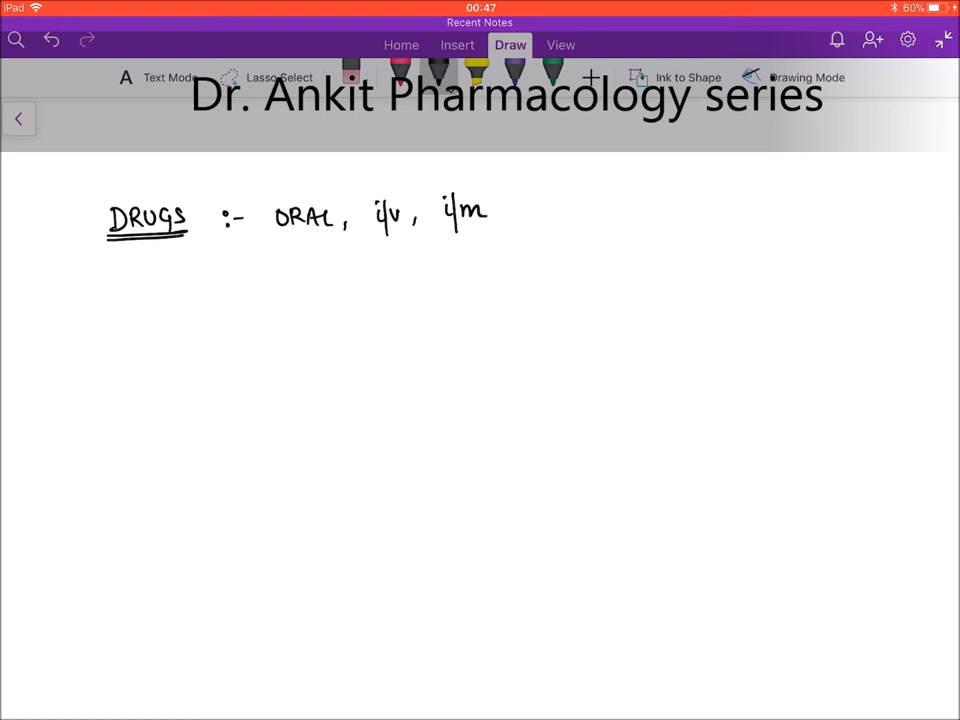 iPad 00:47 60%
Recent Notes
Home Insert Draw View
Text Mode Lasso Select Ink to Shape Drawing Mode
Dr. Ankit Pharmacology series
DRUGS :- ORAL, i/v, i/m